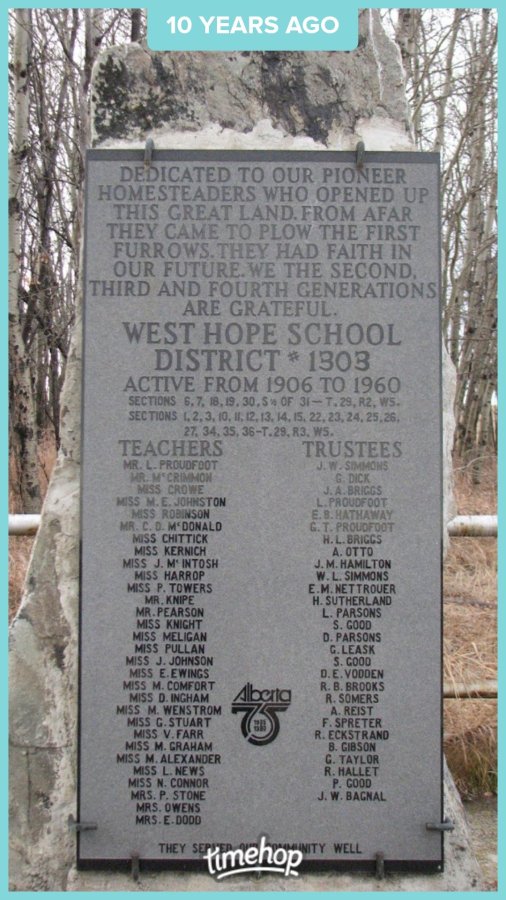 10 YEARS AGO
DEDICATED TO OUR PIONEER
HOMESTEADERS WHO OPENED UP
THIS GREAT LAND. FROM AFAR
THEY CAME TO PLOW THE FIRST
FURROWS. THEY HAD FAITH IN
OUR FUTURE. WE THE SECOND,
THIRD AND FOURTH GENERATIONS
ARE GRATEFUL.
WEST HOPE SCHOOL
DISTRICT # 1303
ACTIVE FROM 1906 TO 1960
SECTIONS 6, 7, 18, 19, 30, S½ OF 31 — T. 29, R2, W5.
SECTIONS 1, 2, 3, 10, 11, 12, 13, 14, 15, 22, 23, 24, 25, 26,
27, 34, 35, 36 - T. 29, R3, W5.
TEACHERS
MR. L. PROUDFOOT
MR. McCRIMMON
MISS CROWE
MISS M. E. JOHNSTON
MISS ROBINSON
MR. C. D. McDONALD
MISS CHITTICK
MISS KERNICH
MISS J. McINTOSH
MISS HARROP
MISS P. TOWERS
MR. KNIPE
MR. PEARSON
MISS KNIGHT
MISS MELIGAN
MISS PULLAN
MISS J. JOHNSON
MISS E. EWINGS
MISS M. COMFORT
MISS D. INGHAM
MISS M. WENSTROM
MISS G. STUART
MISS V. FARR
MISS M. GRAHAM
MISS M. ALEXANDER
MISS L. NEWS
MISS N. CONNOR
MRS. P. STONE
MRS. OWENS
MRS. E. DODD
TRUSTEES
J. W. SIMMONS
G. DICK
J. A. BRIGGS
L. PROUDFOOT
E. B. HATHAWAY
G. T. PROUDFOOT
H. L. BRIGGS
A. OTTO
J. M. HAMILTON
W. L. SIMMONS
E. M. NETTROUER
H. SUTHERLAND
L. PARSONS
S. GOOD
D. PARSONS
G. LEASK
S. GOOD
D. E. VODDEN
R. B. BROOKS
R. SOMERS
A. REIST
F. SPRETER
R. ECKSTRAND
B. GIBSON
G. TAYLOR
R. HALLET
P. GOOD
J. W. BAGNAL
Alberta
75
1905
1980
THEY SERVED OUR COMMUNITY WELL
timehop